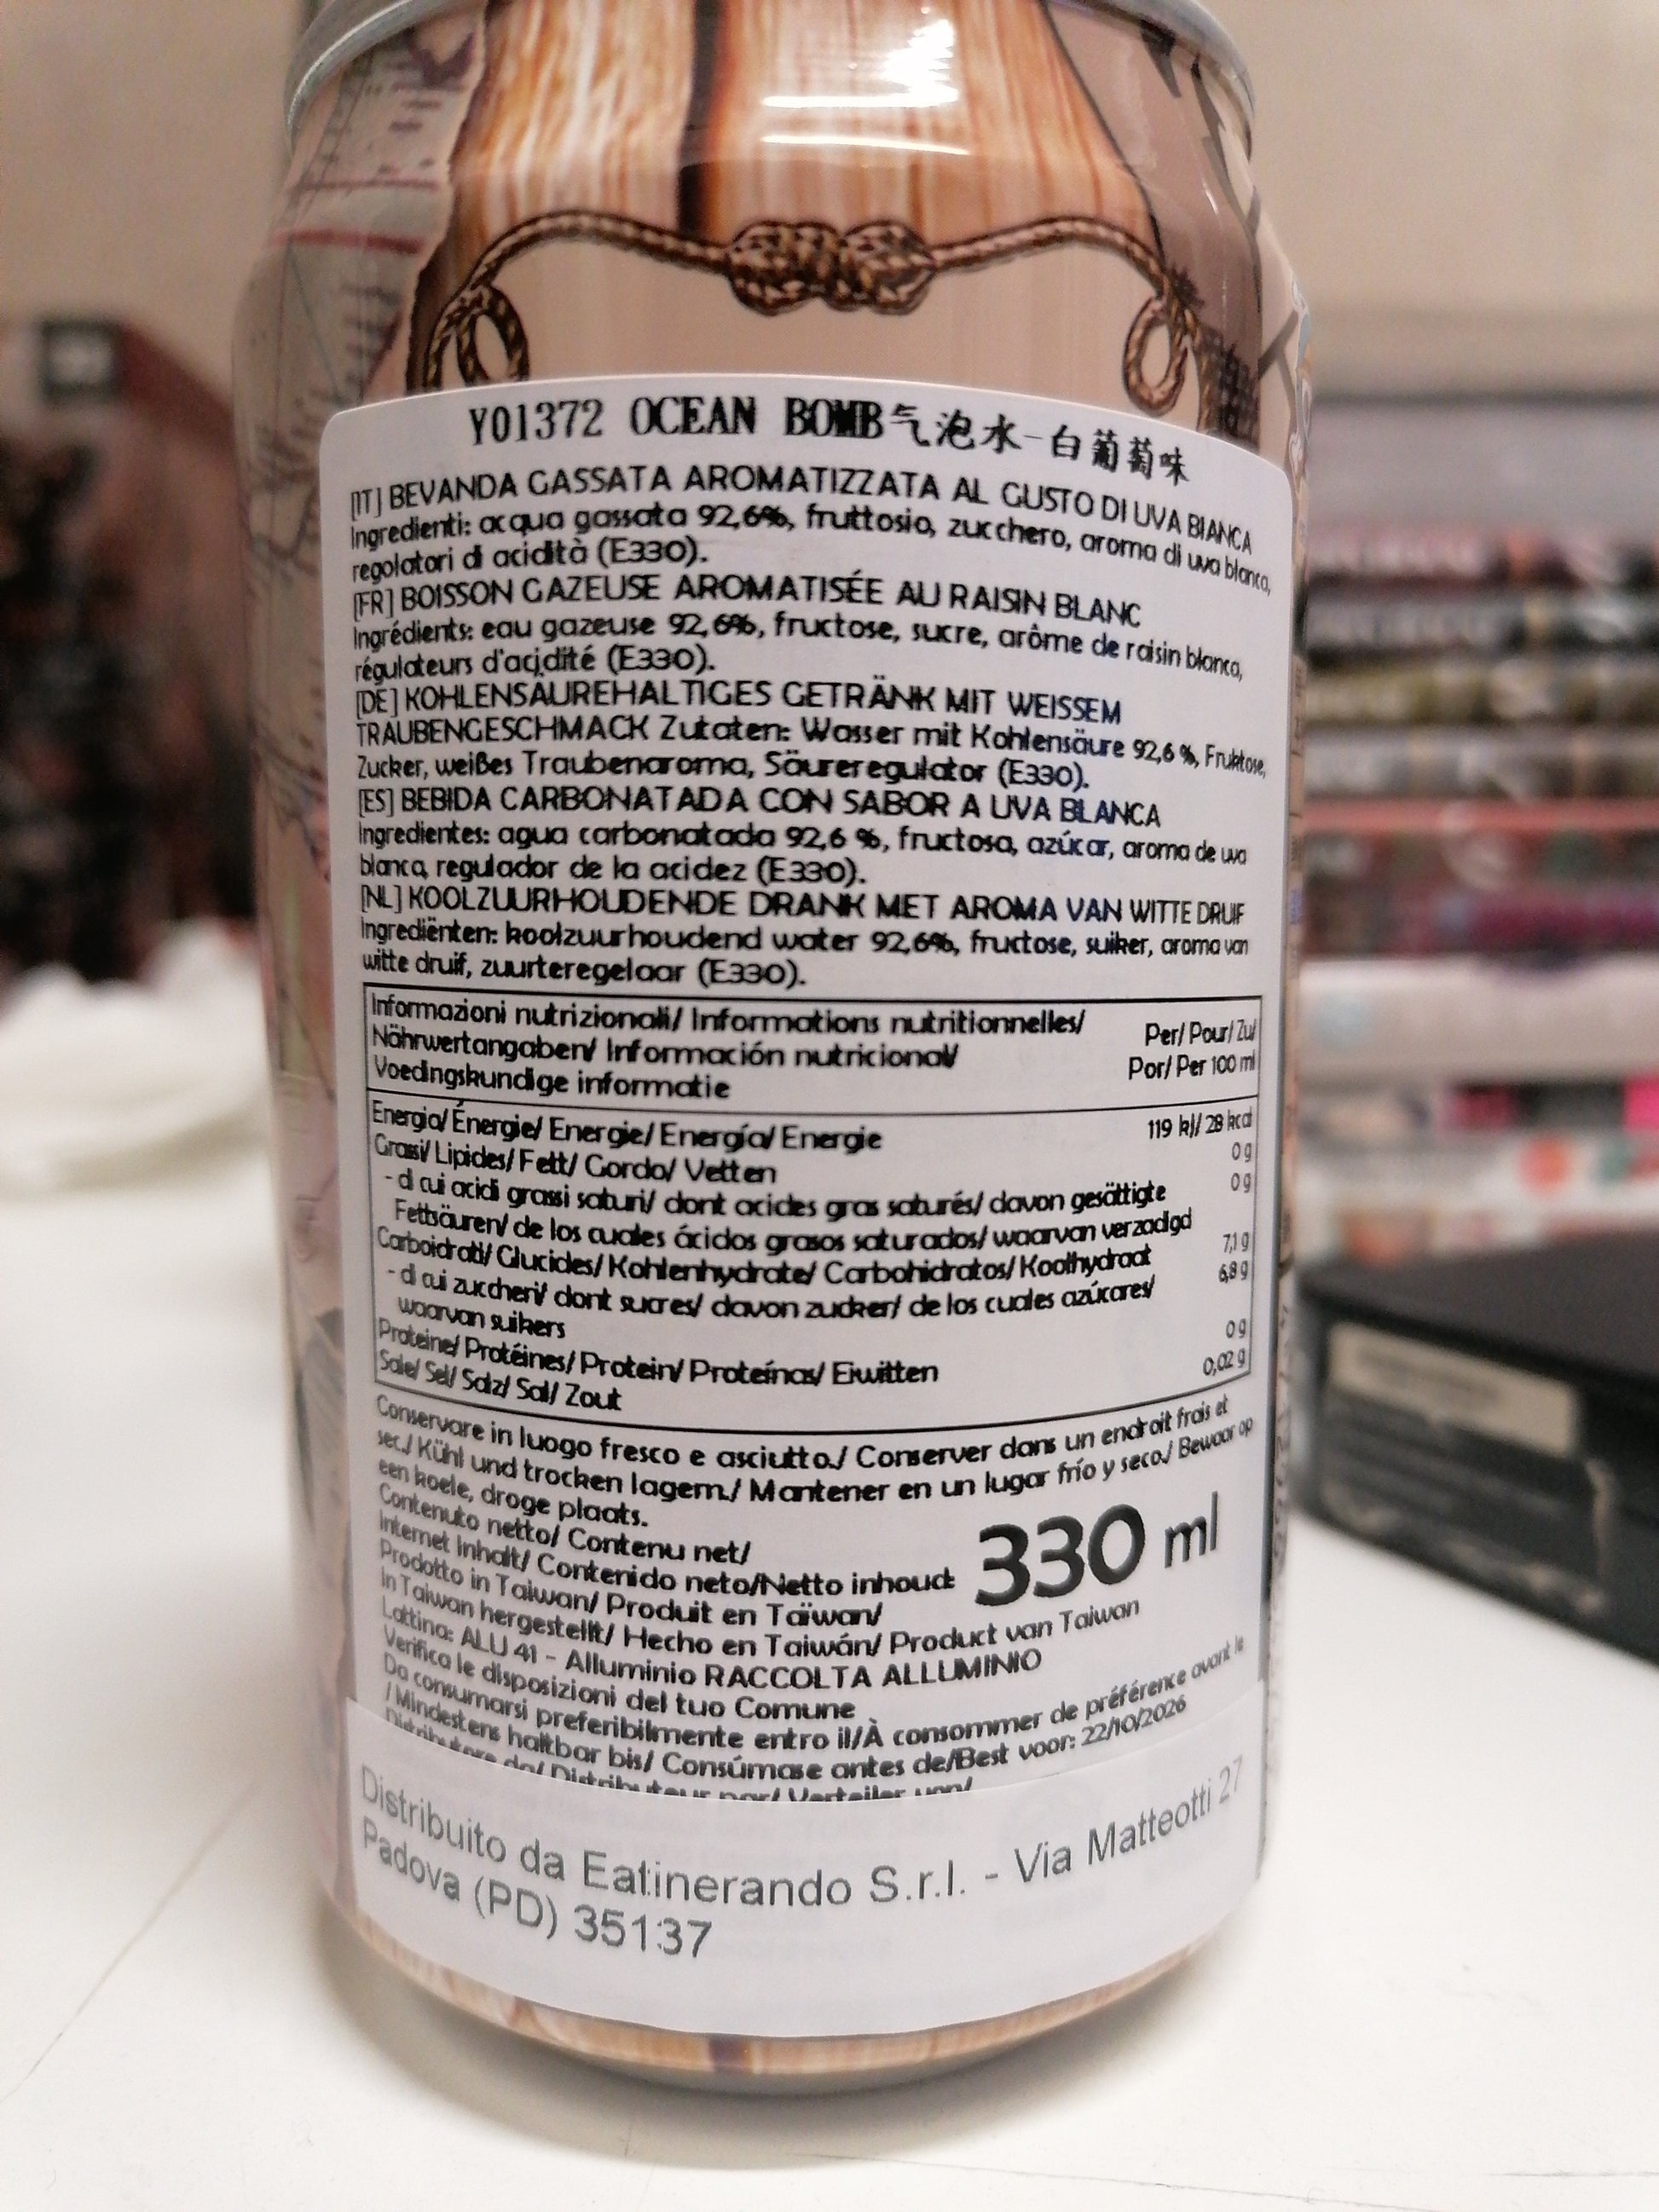 Y01372 OCEAN BOMB气泡水-白葡萄味
[IT] BEVANDA GASSATA AROMATIZZATA AL GUSTO DI UVA BIANCA
Ingredienti: acqua gassata 92,6%, fruttosio, zucchero, aroma di uva bianca,
regolatori di acidità (E330).
[FR] BOISSON GAZEUSE AROMATISÉE AU RAISIN BLANC
Ingrédients: eau gazeuse 92,6%, fructose, sucre, arôme de raisin blanca,
régulateurs d'acidité (E330).
[DE] KOHLENSÄUREHALTIGES GETRÄNK MIT WEISSEM
TRAUBENGESCHMACK Zutaten: Wasser mit Kohlensäure 92,6 %, Fruktose,
Zucker, weißes Traubenaroma, Säureregulator (E330).
[ES] BEBIDA CARBONATADA CON SABOR A UVA BLANCA
Ingredientes: agua carbonatada 92,6 %, fructosa, azúcar, aroma de uva
blanca, regulador de la acidez (E330).
[NL] KOOLZUURHOUDENDE DRANK MET AROMA VAN WITTE DRUIF
Ingrediënten: koolzuurhoudend water 92,6%, fructose, suiker, aroma van
witte druif, zuurteregelaar (E330).
Informazioni nutrizionali/ Informations nutritionnelles/ Per/ Pour/ Zu/
Nährwertangaben/ Información nutricional/ Por/ Per 100 ml
Voedingskundige informatie
Energia/ Énergie/ Energie/ Energía/ Energie 119 kJ/ 28 kcal
Grassi/ Lipides/ Fett/ Gorda/ Vetten 0 g
- di cui acidi grassi saturi/ dont acides gras saturés/ davon gesättigte 0 g
Fettsäuren/ de los cuales ácidos grasos saturados/ waarvan verzadigd
Carboidrati/ Glucides/ Kohlenhydrate/ Carbohidratos/ Koolhydraat 7,1 g
- di cui zuccheri/ dont sucres/ davon zucker/ de los cuales azúcares/ 6,8 g
waarvan suikers
Proteine/ Protéines/ Protein/ Proteínas/ Eiwitten 0 g
Sale/ Sel/ Salz/ Sal/ Zout 0,02 g
Conservare in luogo fresco e asciutto./ Conserver dans un endroit frais et
sec./ Kühl und trocken lagern./ Mantener en un lugar frío y seco./ Bewaar op
een koele, droge plaats.
Contenuto netto/ Contenu net/
Internet Inhalt/ Contenido neto/Netto inhoud: 330 ml
Prodotto in Taiwan/ Produit en Taïwan/
In Taiwan hergestellt/ Hecho en Taiwán/ Product van Taiwan
Lattina: ALU 41 - Alluminio RACCOLTA ALLUMINIO
Verifica le disposizioni del tuo Comune
Da consumarsi preferibilmente entro il/À consommer de préférence avant le
/ Mindestens haltbar bis/ Consúmase antes de/Best voor: 22/10/2026
Distributore da/ Distributeur par/ Verteiler von/
Distribuito da Eatinerando S.r.l. - Via Matteotti 27
Padova (PD) 35137